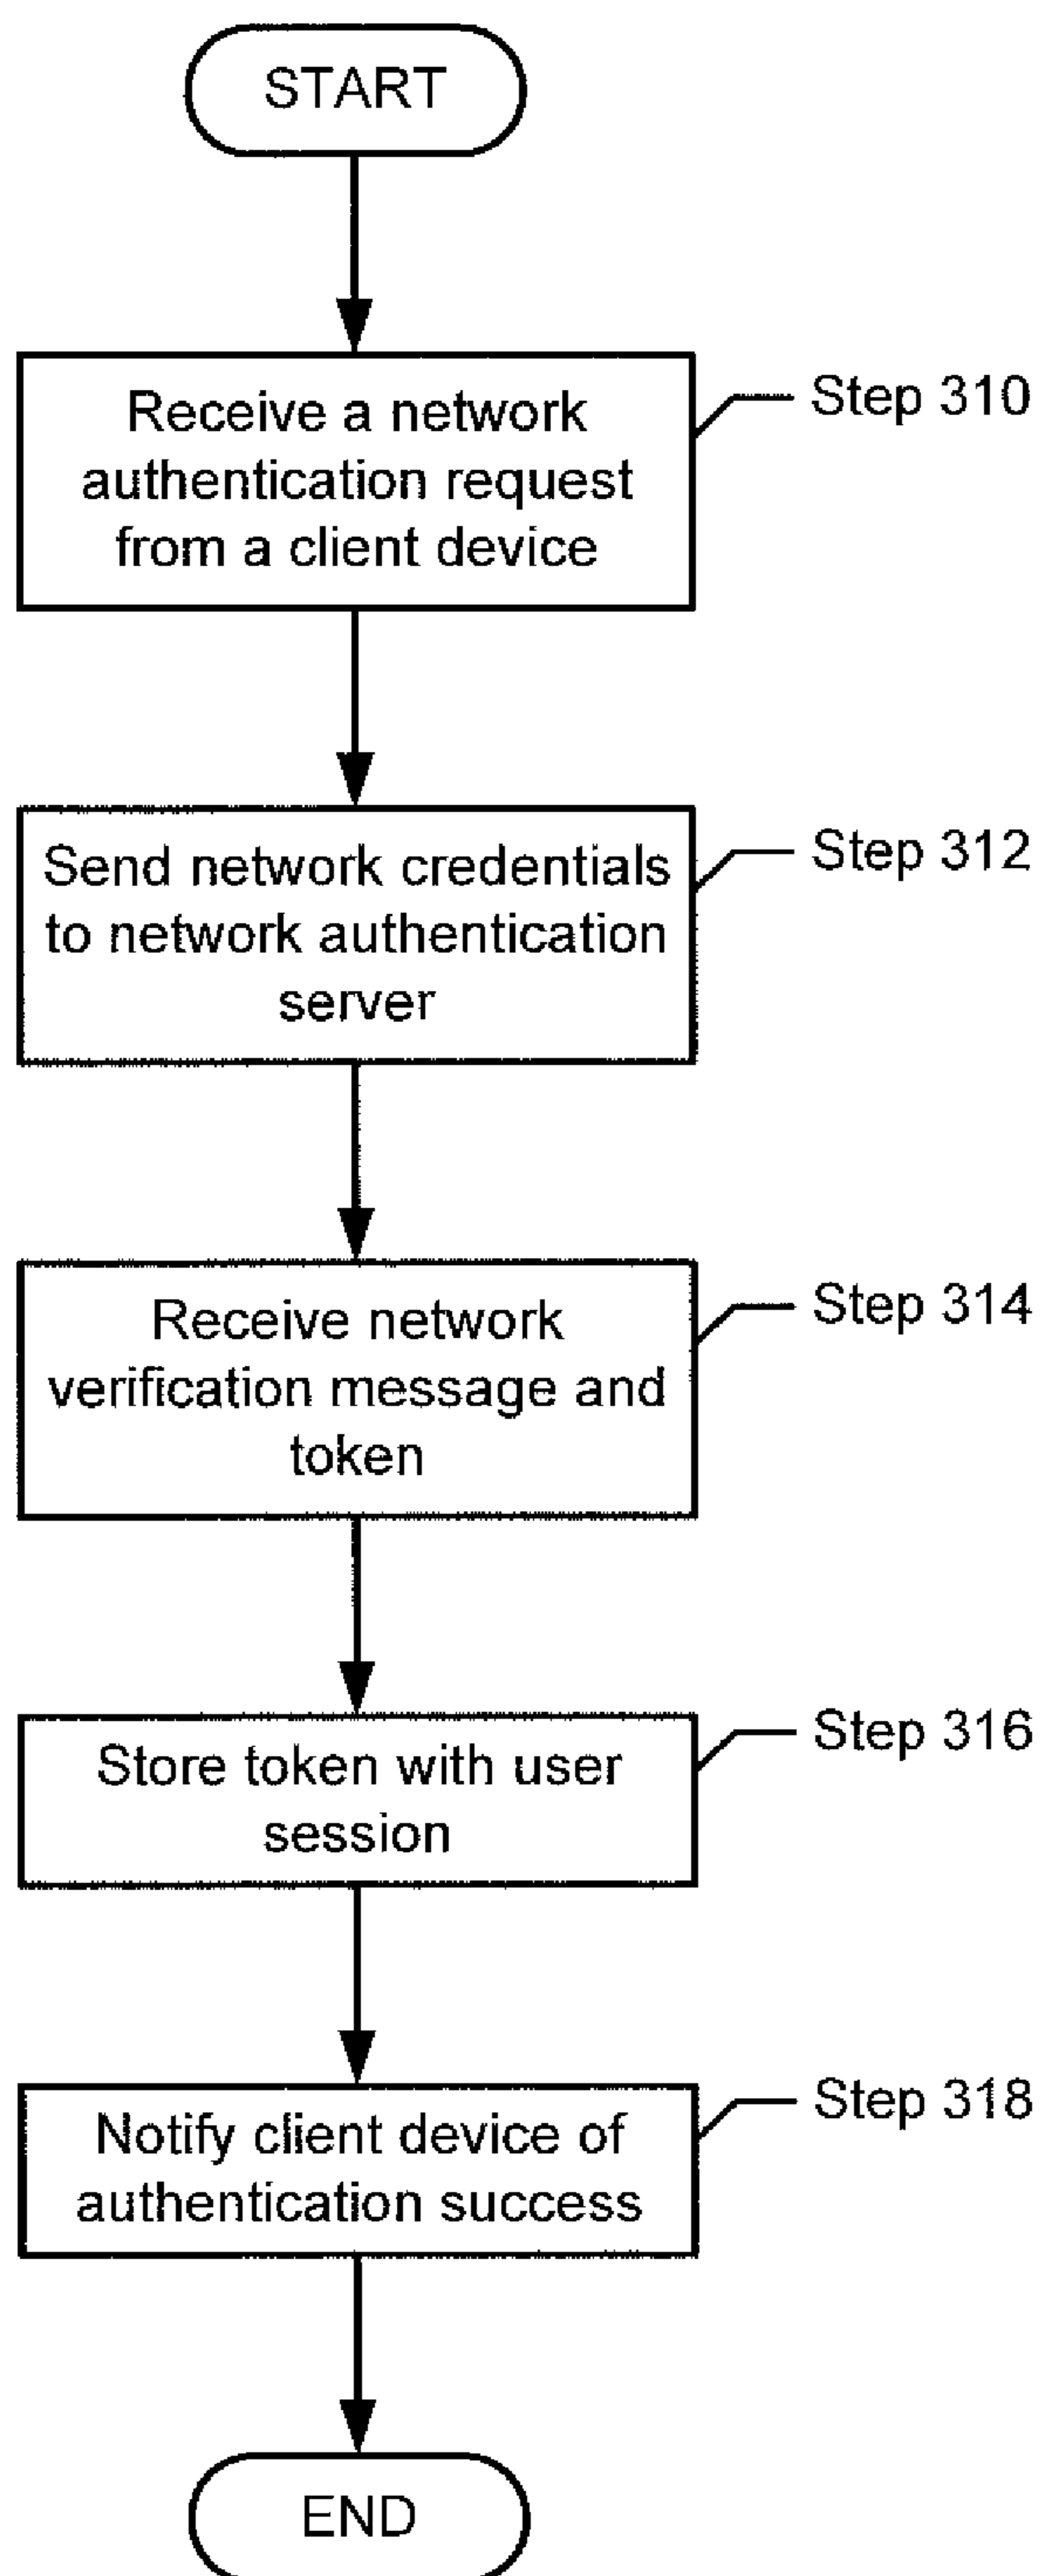 START
Receive a network
authentication request
from a client device
Step 310
Send network credentials
to network authentication
server
Step 312
Receive network
verification message and
token
Step 314
Store token with user
session
Step 316
Notify client device of
authentication success
Step 318
END